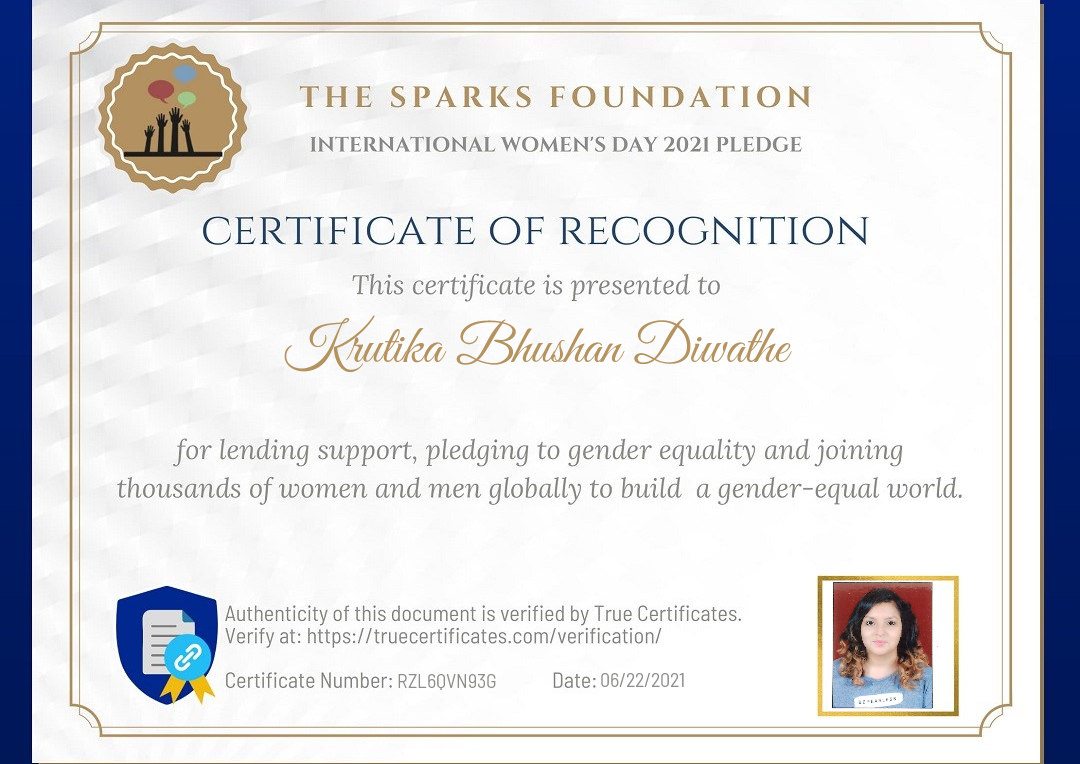 THE SPARKS FOUNDATION
INTERNATIONAL WOMEN'S DAY 2021 PLEDGE
CERTIFICATE OF RECOGNITION
This certificate is presented to
Krutika Bhushan Diwathe
for lending support, pledging to gender equality and joining
thousands of women and men globally to build a gender-equal world.
Authenticity of this document is verified by True Certificates.
Verify at: https://truecertificates.com/verification/
Certificate Number: RZL6QVN93G Date: 06/22/2021